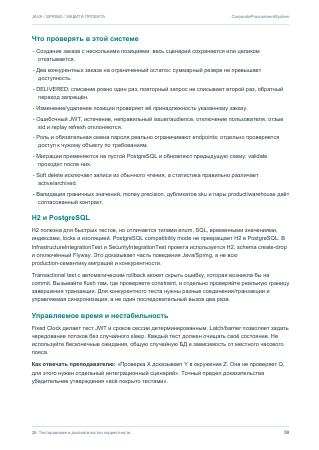 JAVA / SPRING / ЗАЩИТА ПРОЕКТА
CorporateProcurementSystem
Что проверять в этой системе
- Создание заказа с несколькими позициями: весь сценарий сохраняется или целиком
откатывается.
- Два конкурентных заказа на ограниченный остаток: суммарный резерв не превышает
доступность.
- DELIVERED: списание ровно один раз, повторный запрос не списывает второй раз, обратный
переход запрещён.
- Изменение/удаление позиции проверяет её принадлежность указанному заказу.
- Ошибочный JWT, истечение, неправильный issuer/audience, отключение пользователя, отзыв
sid и replay refresh отклоняются.
- Роль и обязательная смена пароля реально ограничивают endpoints; отдельно проверяется
доступ к чужому объекту по требованиям.
- Миграции применяются на пустой PostgreSQL и обновляют предыдущую схему; validate
проходит после них.
- Soft delete исключает записи из обычного чтения, а статистика правильно различает
active/archived.
- Валидация граничных значений, money precision, дубликатов sku и пары product/warehouse даёт
согласованный контракт.
H2 и PostgreSQL
H2 полезна для быстрых тестов, но отличается типами enum, SQL, временными значениями,
индексами, locks и изоляцией. PostgreSQL compatibility mode не превращает H2 в PostgreSQL. В
InfrastructureIntegrationTest и SecurityIntegrationTest проекта используется H2, schema create-drop
и отключённый Flyway. Это доказывает часть поведения Java/Spring, а не всю
production-семантику миграций и конкурентности.
Transactional тест с автоматическим rollback может скрыть ошибку, которая возникла бы на
commit. Вызывайте flush там, где проверяете constraint, и отдельно проверяйте реальную границу
завершения транзакции. Для конкурентного теста нужны разные соединения/транзакции и
управляемая синхронизация, а не один последовательный вызов два раза.
Управляемое время и нестабильность
Fixed Clock делает тест JWT и сроков сессии детерминированным. Latch/barrier позволяет задать
чередование потоков без случайного sleep. Каждый тест должен очищать своё состояние. Не
используйте бесконечные ожидания, общую случайную БД и зависимость от местного часового
пояса.
Как отвечать преподавателю: «Проверка X доказывает Y в окружении Z. Она не проверяет Q,
для этого нужен отдельный интеграционный сценарий». Точный предел доказательства
убедительнее утверждения «всё покрыто тестами».
28. Тестирование и доказательство корректности
59